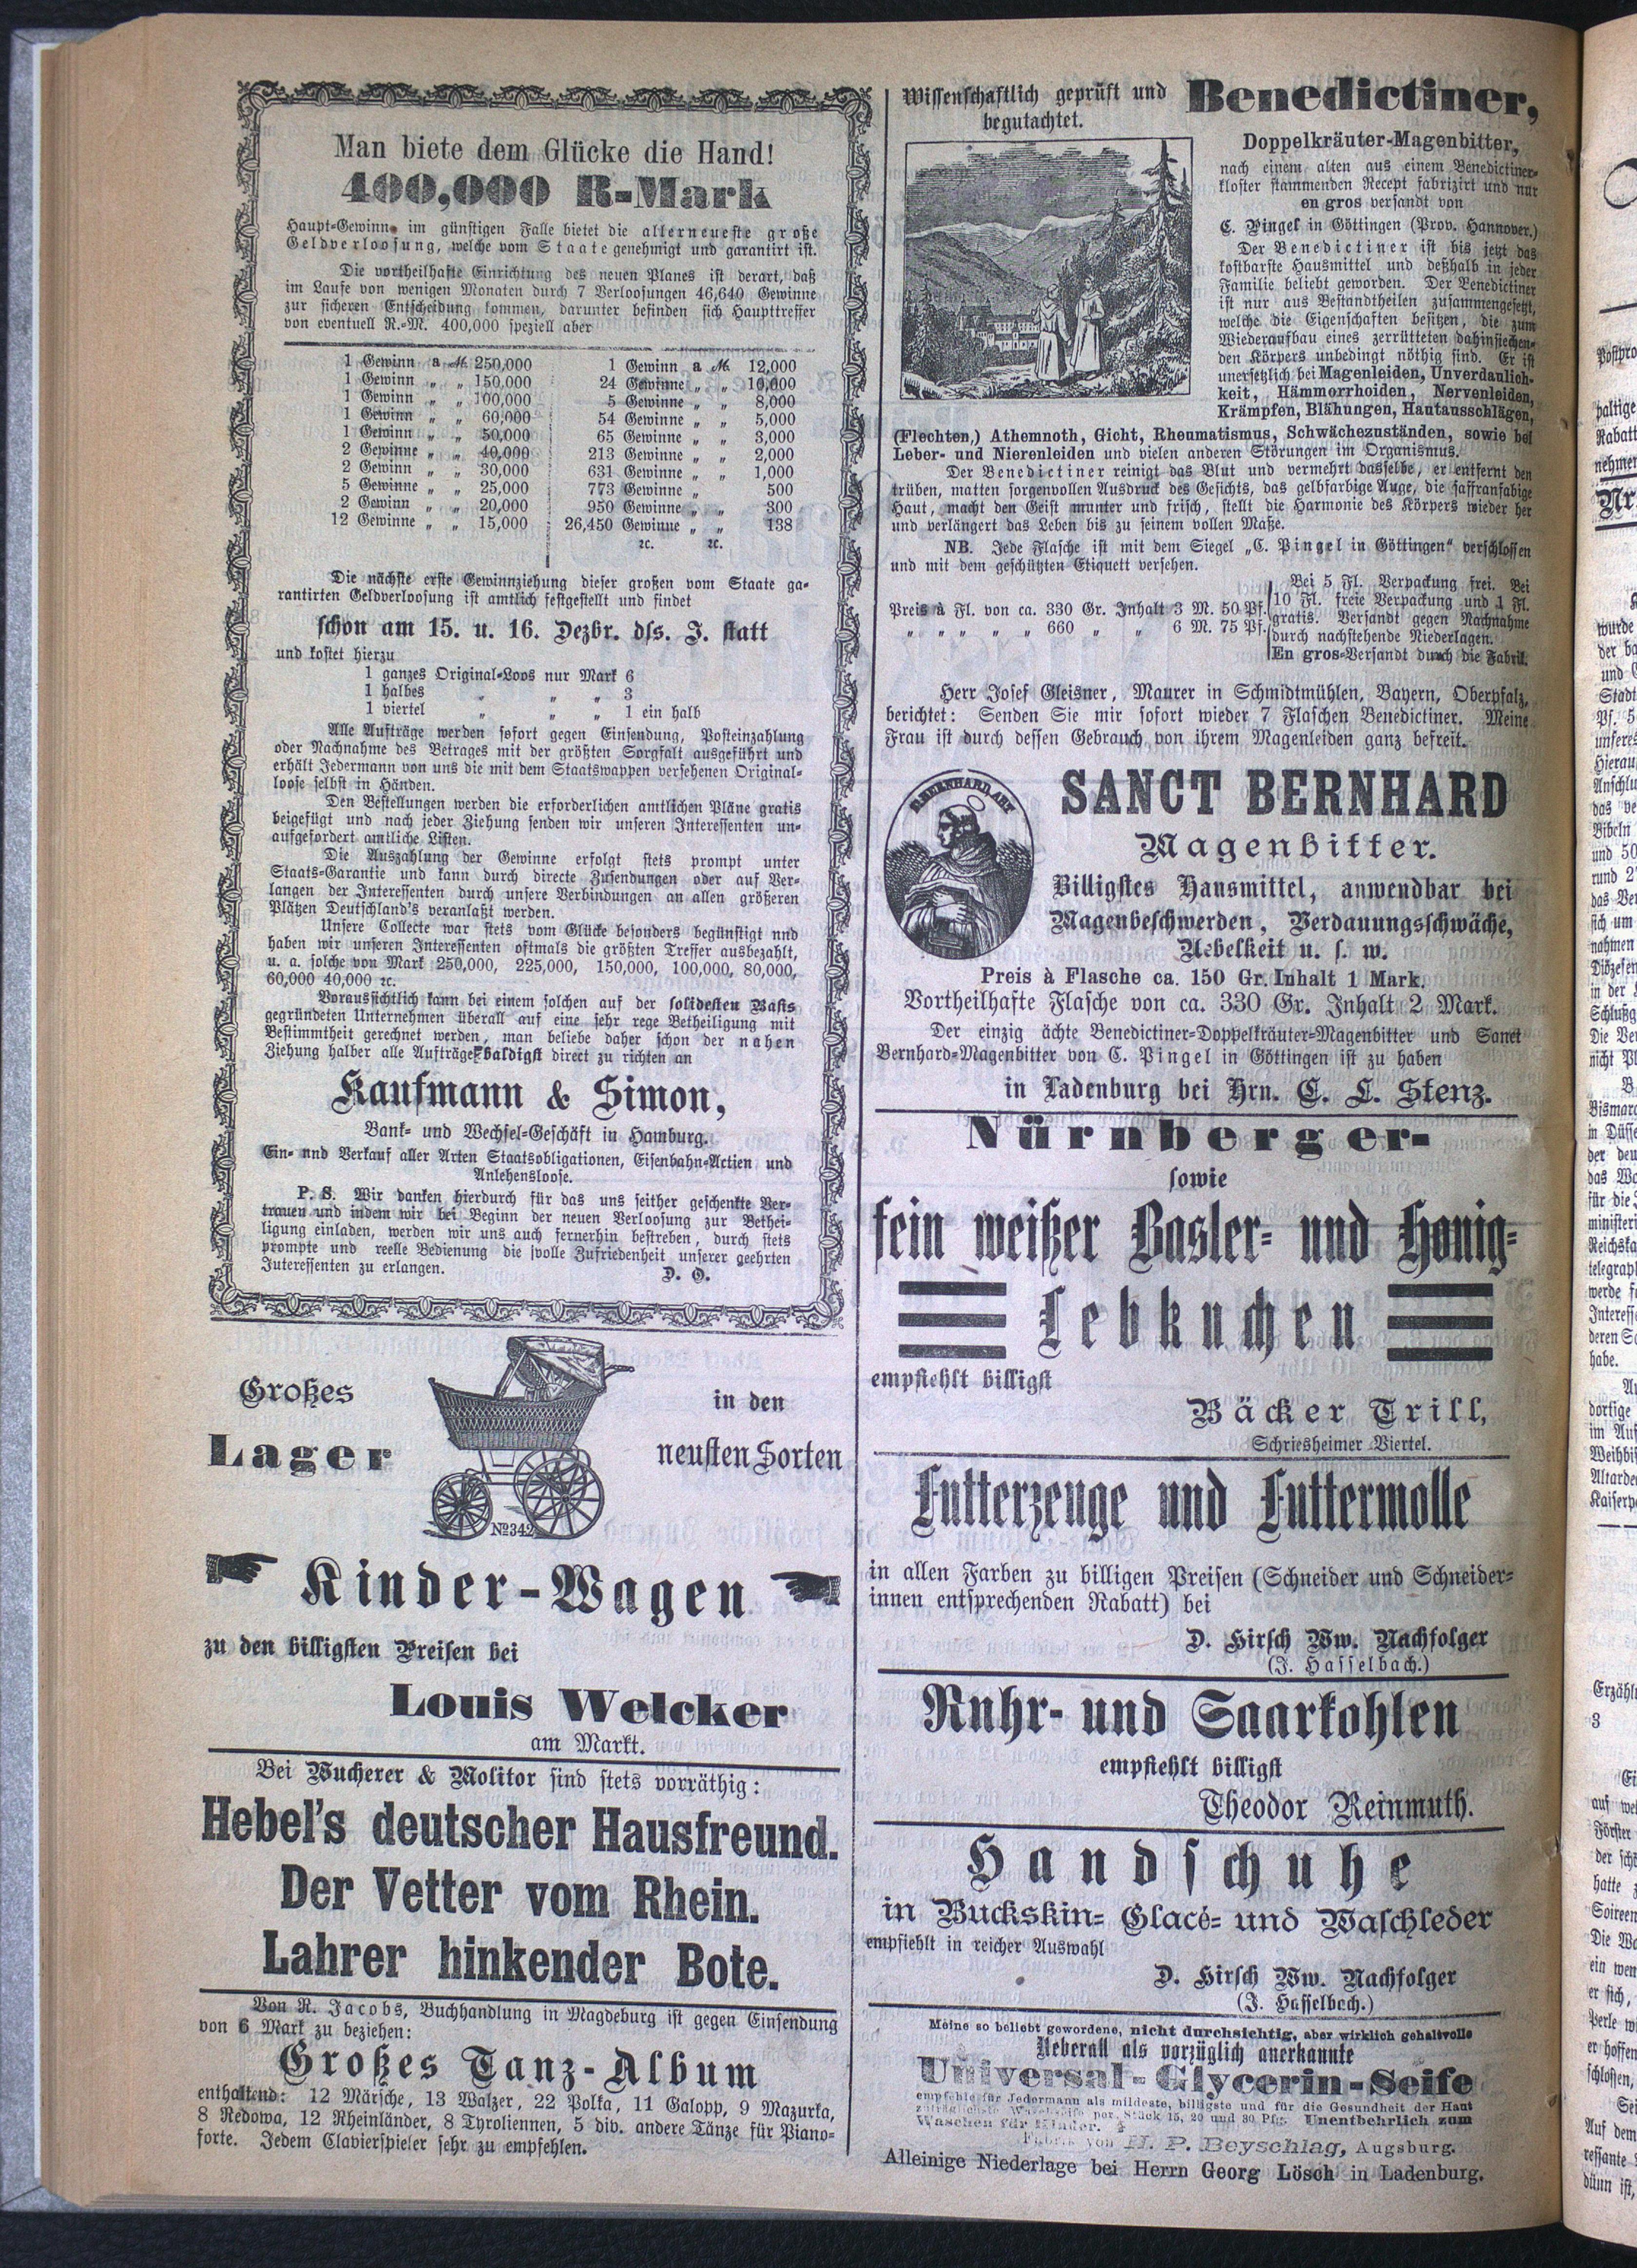 Man biete dem Glücke die Hand!
400,000 R-Mark
Haupt-Gewinn im günstigen Falle bietet die allerneueste große
Geldverloosung, welche vom Staate genehmigt und garantirt ist.
Die vortheilhafte Einrichtung des neuen Planes ist derart, daß
im Laufe von wenigen Monaten durch 7 Verloosungen 46,640 Gewinne
zur sicheren Entscheidung kommen, darunter befinden sich Haupttreffer
von eventuell R.-M. 400,000 speziell aber
1 Gewinn a M. 250,000
1 Gewinn „ „ 150,000
1 Gewinn „ „ 100,000
1 Gewinn „ „ 60,000
1 Gewinn „ „ 50,000
2 Gewinne „ „ 40,000
2 Gewinn „ „ 30,000
5 Gewinne „ „ 25,000
2 Gewinn „ „ 20,000
12 Gewinne „ „ 15,000
1 Gewinn a M. 12,000
24 Gewinne „ „ 10,000
5 Gewinne „ „ 8,000
54 Gewinne „ „ 5,000
65 Gewinne „ „ 3,000
213 Gewinne „ „ 2,000
631 Gewinne „ „ 1,000
773 Gewinne „ 500
950 Gewinne „ „ 300
26,450 Gewinne „ „ 138
ꝛc. ꝛc.
Die nächste erste Gewinnziehung dieser großen vom Staate ga-
rantirten Geldverloosung ist amtlich festgestellt und findet
schon am 15. u. 16. Dezbr. dss. J. statt
und kostet hierzu
1 ganzes Original-Loos nur Mark 6
1 halbes „ „ „ 3
1 viertel „ „ „ 1 ein halb
Alle Aufträge werden sofort gegen Einsendung, Posteinzahlung
oder Nachnahme des Betrages mit der größten Sorgfalt ausgeführt und
erhält Jedermann von uns die mit dem Staatswappen versehenen Original-
loose selbst in Händen.
Den Bestellungen werden die erforderlichen amtlichen Pläne gratis
beigefügt und nach jeder Ziehung senden wir unseren Interessenten un-
aufgefordert amtliche Listen.
Die Auszahlung der Gewinne erfolgt stets prompt unter
Staats-Garantie und kann durch directe Zusendungen oder auf Ver-
langen der Interessenten durch unsere Verbindungen an allen größeren
Plätzen Deutschland's veranlaßt werden.
Unsere Collecte war stets vom Glücke besonders begünstigt nnd
haben wir unseren Interessenten oftmals die größten Treffer ausbezahlt,
u. a. solche von Mark 250,000, 225,000, 150,000, 100,000, 80,000,
60,000 40,000 ꝛc.
Voraussichtlich kann bei einem solchen auf der solidesten Basis
gegründeten Unternehmen überall auf eine sehr rege Betheiligung mit
Bestimmtheit gerechnet werden, man beliebe daher schon der nahen
Ziehung halber alle Aufträge baldigst direct zu richten an
Kaufmann & Simon,
Bank- und Wechsel-Geschäft in Hamburg.
Ein- nnd Verkauf aller Arten Staatsobligationen, Eisenbahn-Actien und
Anlehensloose.
P. S. Wir danken hierdurch für das uns seither geschenkte Ver-
trauen und indem wir bei Beginn der neuen Verloosung zur Bethei-
ligung einladen, werden wir uns auch fernerhin bestreben, durch stets
prompte und reelle Bedienung die volle Zufriedenheit unserer geehrten
Interessenten zu erlangen.
D. O.
Großes
Lager
No 342
in den
neusten Sorten
Kinder-Wagen
zu den billigsten Preisen bei
Louis Welcker
am Markt.
Bei Wucherer & Molitor sind stets vorräthig:
Hebel's deutscher Hausfreund.
Der Vetter vom Rhein.
Lahrer hinkender Bote.
Von R. Jacobs, Buchhandlung in Magdeburg ist gegen Einsendung
von 6 Mark zu beziehen:
Großes Tanz-Album
enthaltend: 12 Märsche, 13 Walzer, 22 Polka, 11 Galopp, 9 Mazurka,
8 Redowa, 12 Rheinländer, 8 Tyroliennen, 5 div. andere Tänze für Piano-
forte. Jedem Clavierspieler sehr zu empfehlen.
Wissenschaftlich geprüft und
begutachtet.
Benedictiner,
Doppelkräuter-Magenbitter,
nach einem alten aus einem Benedictiner-
kloster stammenden Recept fabrizirt und nur
en gros versandt von
C. Pingel in Göttingen (Prov. Hannover.)
Der Benedictiner ist bis jetzt das
kostbarste Hausmittel und deßhalb in jeder
Familie beliebt geworden. Der Benedictiner
ist nur aus Bestandtheilen zusammengesetzt,
welche die Eigenschaften besitzen, die zum
Wiederaufbau eines zerrütteten dahinsiechen-
den Körpers unbedingt nöthig sind. Er ist
unersetzlich bei Magenleiden, Unverdaulich-
keit, Hämmorrhoiden, Nervenleiden,
Krämpfen, Blähungen, Hautausschlägen,
(Flechten,) Athemnoth, Gicht, Rheumatismus, Schwächezuständen, sowie bei
Leber- und Nierenleiden und vielen anderen Störungen im Organismus.
Der Benedictiner reinigt das Blut und vermehrt dasselbe, er entfernt den
trüben, matten sorgenvollen Ausdruck des Gesichts, das gelbfarbige Auge, die saffranfabige
Haut, macht den Geist munter und frisch, stellt die Harmonie des Körpers wieder her
und verlängert das Leben bis zu seinem vollen Maße.
NB. Jede Flasche ist mit dem Siegel „C. Pingel in Göttingen" verschlossen
und mit dem geschützten Etiquett versehen.
Preis à Fl. von ca. 330 Gr. Inhalt 3 M. 50 Pf.
„ „ „ „ „ 660 „ „ 6 M. 75 Pf.
Bei 5 Fl. Verpackung frei. Bei
10 Fl. freie Verpackung und 1 Fl.
gratis. Versandt gegen Nachnahme
durch nachstehende Niederlagen.
En gros-Versandt durch die Fabrik.
Herr Josef Gleisner, Maurer in Schmidtmühlen, Bayern, Oberpfalz,
berichtet: Senden Sie mir sofort wieder 7 Flaschen Benedictiner. Meine
Frau ist durch dessen Gebrauch von ihrem Magenleiden ganz befreit.
SANCT BERNHARD
Magenbitter.
Billigstes Hausmittel, anwendbar bei
Magenbeschwerden, Verdauungsschwäche,
Uebelkeit u. s. w.
Preis à Flasche ca. 150 Gr. Inhalt 1 Mark.
Vortheilhafte Flasche von ca. 330 Gr. Inhalt 2 Mark.
Der einzig ächte Benedictiner-Doppelkräuter-Magenbitter und Sanct
Bernhard-Magenbitter von C. Pingel in Göttingen ist zu haben
in Ladenburg bei Hrn. C. L. Stenz.
Nürnberger-
sowie
fein weißer Basler- und Honig-
Lebkuchen
empfiehlt billigst
Bäcker Trill,
Schriesheimer Viertel.
Futterzeuge und Futtermolle
in allen Farben zu billigen Preisen (Schneider und Schneider-
innen entsprechenden Rabatt) bei
D. Hirsch Ww. Nachfolger
(J. Hasselbach.)
Ruhr- und Saarkohlen
empfiehlt billigst
Theodor Reinmuth.
Handschuhe
in Buckskin- Glacé- und Waschleder
empfiehlt in reicher Auswahl
D. Hirsch Ww. Nachfolger
(J. Hasselbach.)
Meine so beliebt gewordene, nicht durchsichtig, aber wirklich gehaltvolle
Ueberall als vorzüglich anerkannte
Universal-Glycerin-Seife
empfehle für Jedermann als mildeste, billigste und für die Gesundheit der Haut
zuträglichste Waschseife per. Stück 15, 20 und 30 Pfg. Unentbehrlich zum
Waschen für Kinder.
Fabrik von H. P. Beyschlag, Augsburg.
Alleinige Niederlage bei Herrn Georg Lösch in Ladenburg.